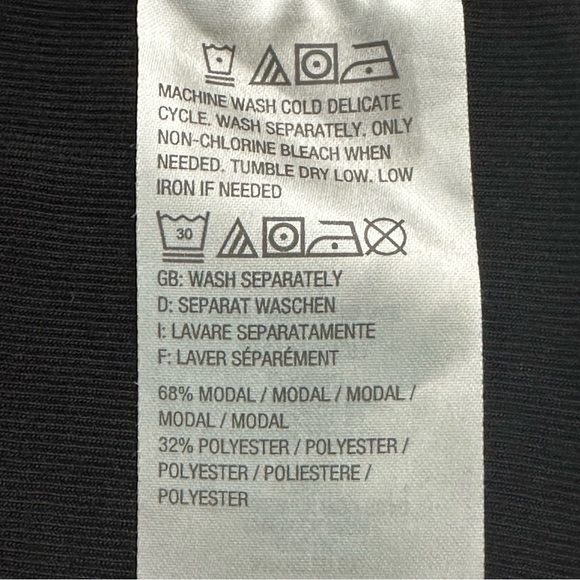 MACHINE WASH COLD DELICATE
CYCLE. WASH SEPARATELY. ONLY
NON-CHLORINE BLEACH WHEN
NEEDED. TUMBLE DRY LOW. LOW
IRON IF NEEDED
30
GB: WASH SEPARATELY
D: SEPARAT WASCHEN
I: LAVARE SEPARATAMENTE
F: LAVER SÉPARÉMENT
68% MODAL / MODAL / MODAL /
MODAL / MODAL
32% POLYESTER / POLYESTER /
POLYESTER / POLIESTERE /
POLYESTER